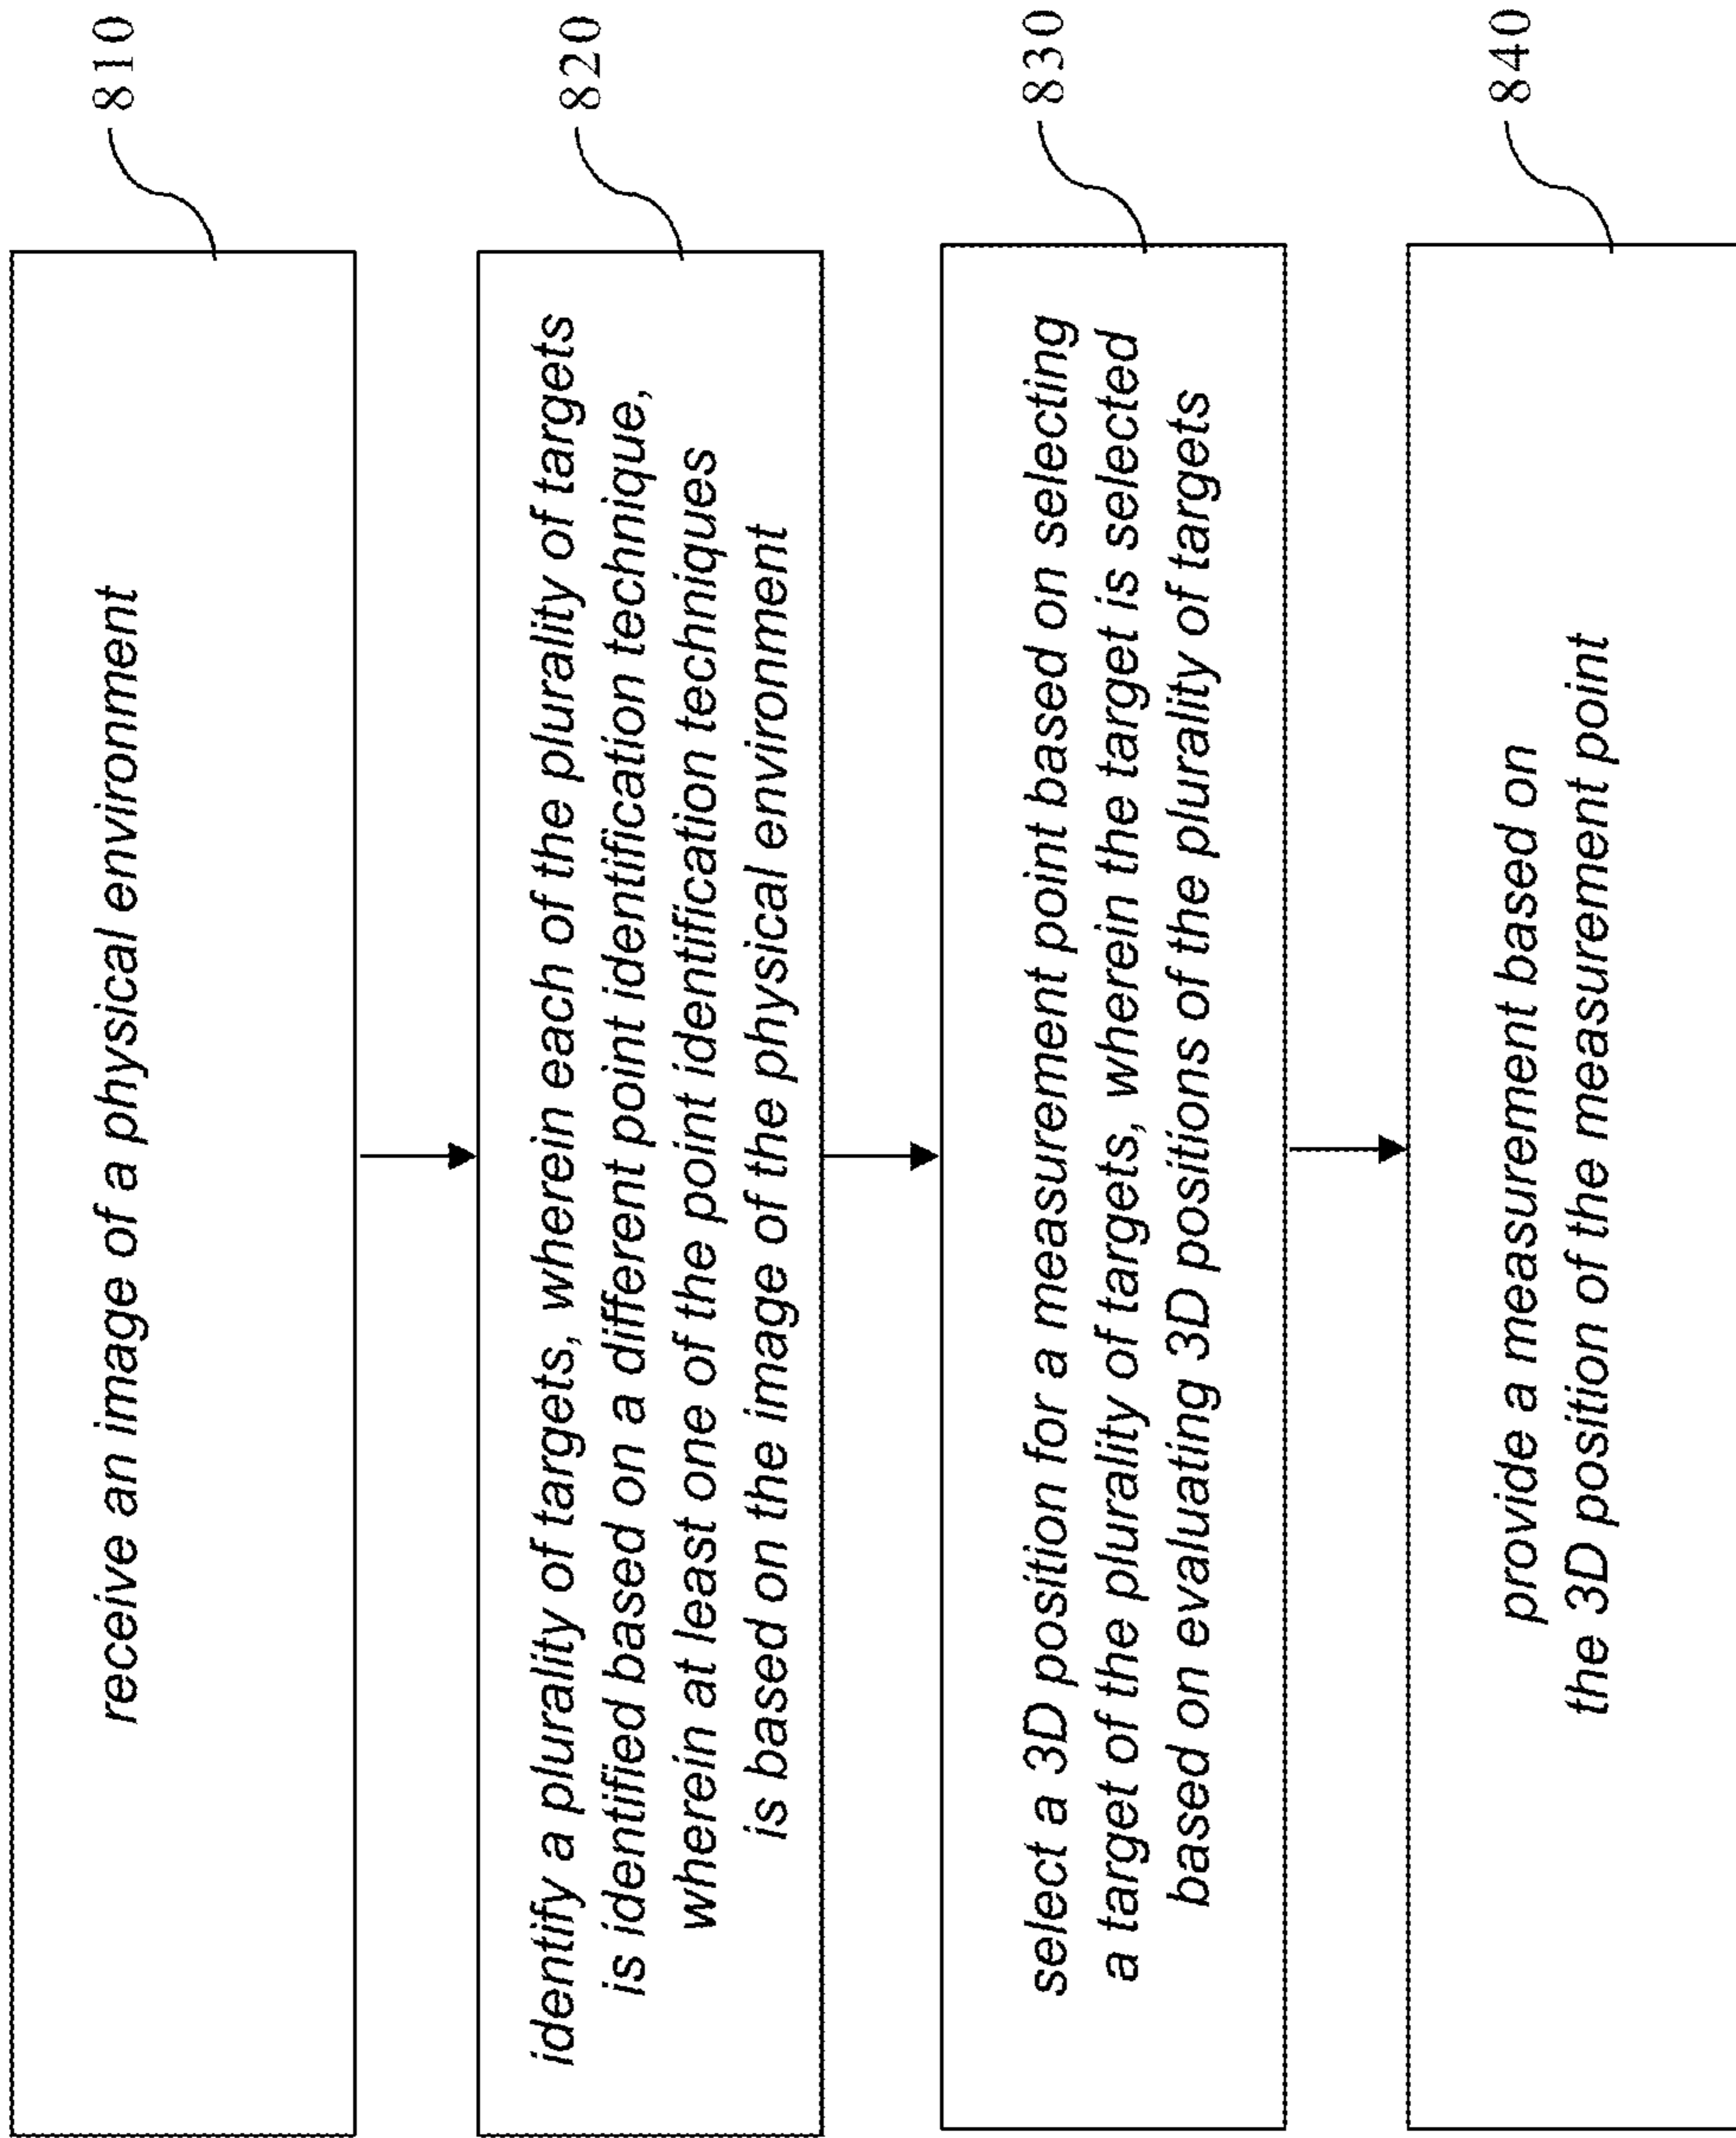 receive an image of a physical environment
810
identify a plurality of targets, wherein each of the plurality of targets
is identified based on a different point identification technique,
wherein at least one of the point identification techniques
is based on the image of the physical environment
820
select a 3D position for a measurement point based on selecting
a target of the plurality of targets, wherein the target is selected
based on evaluating 3D positions of the plurality of targets
830
provide a measurement based on
the 3D position of the measurement point
840